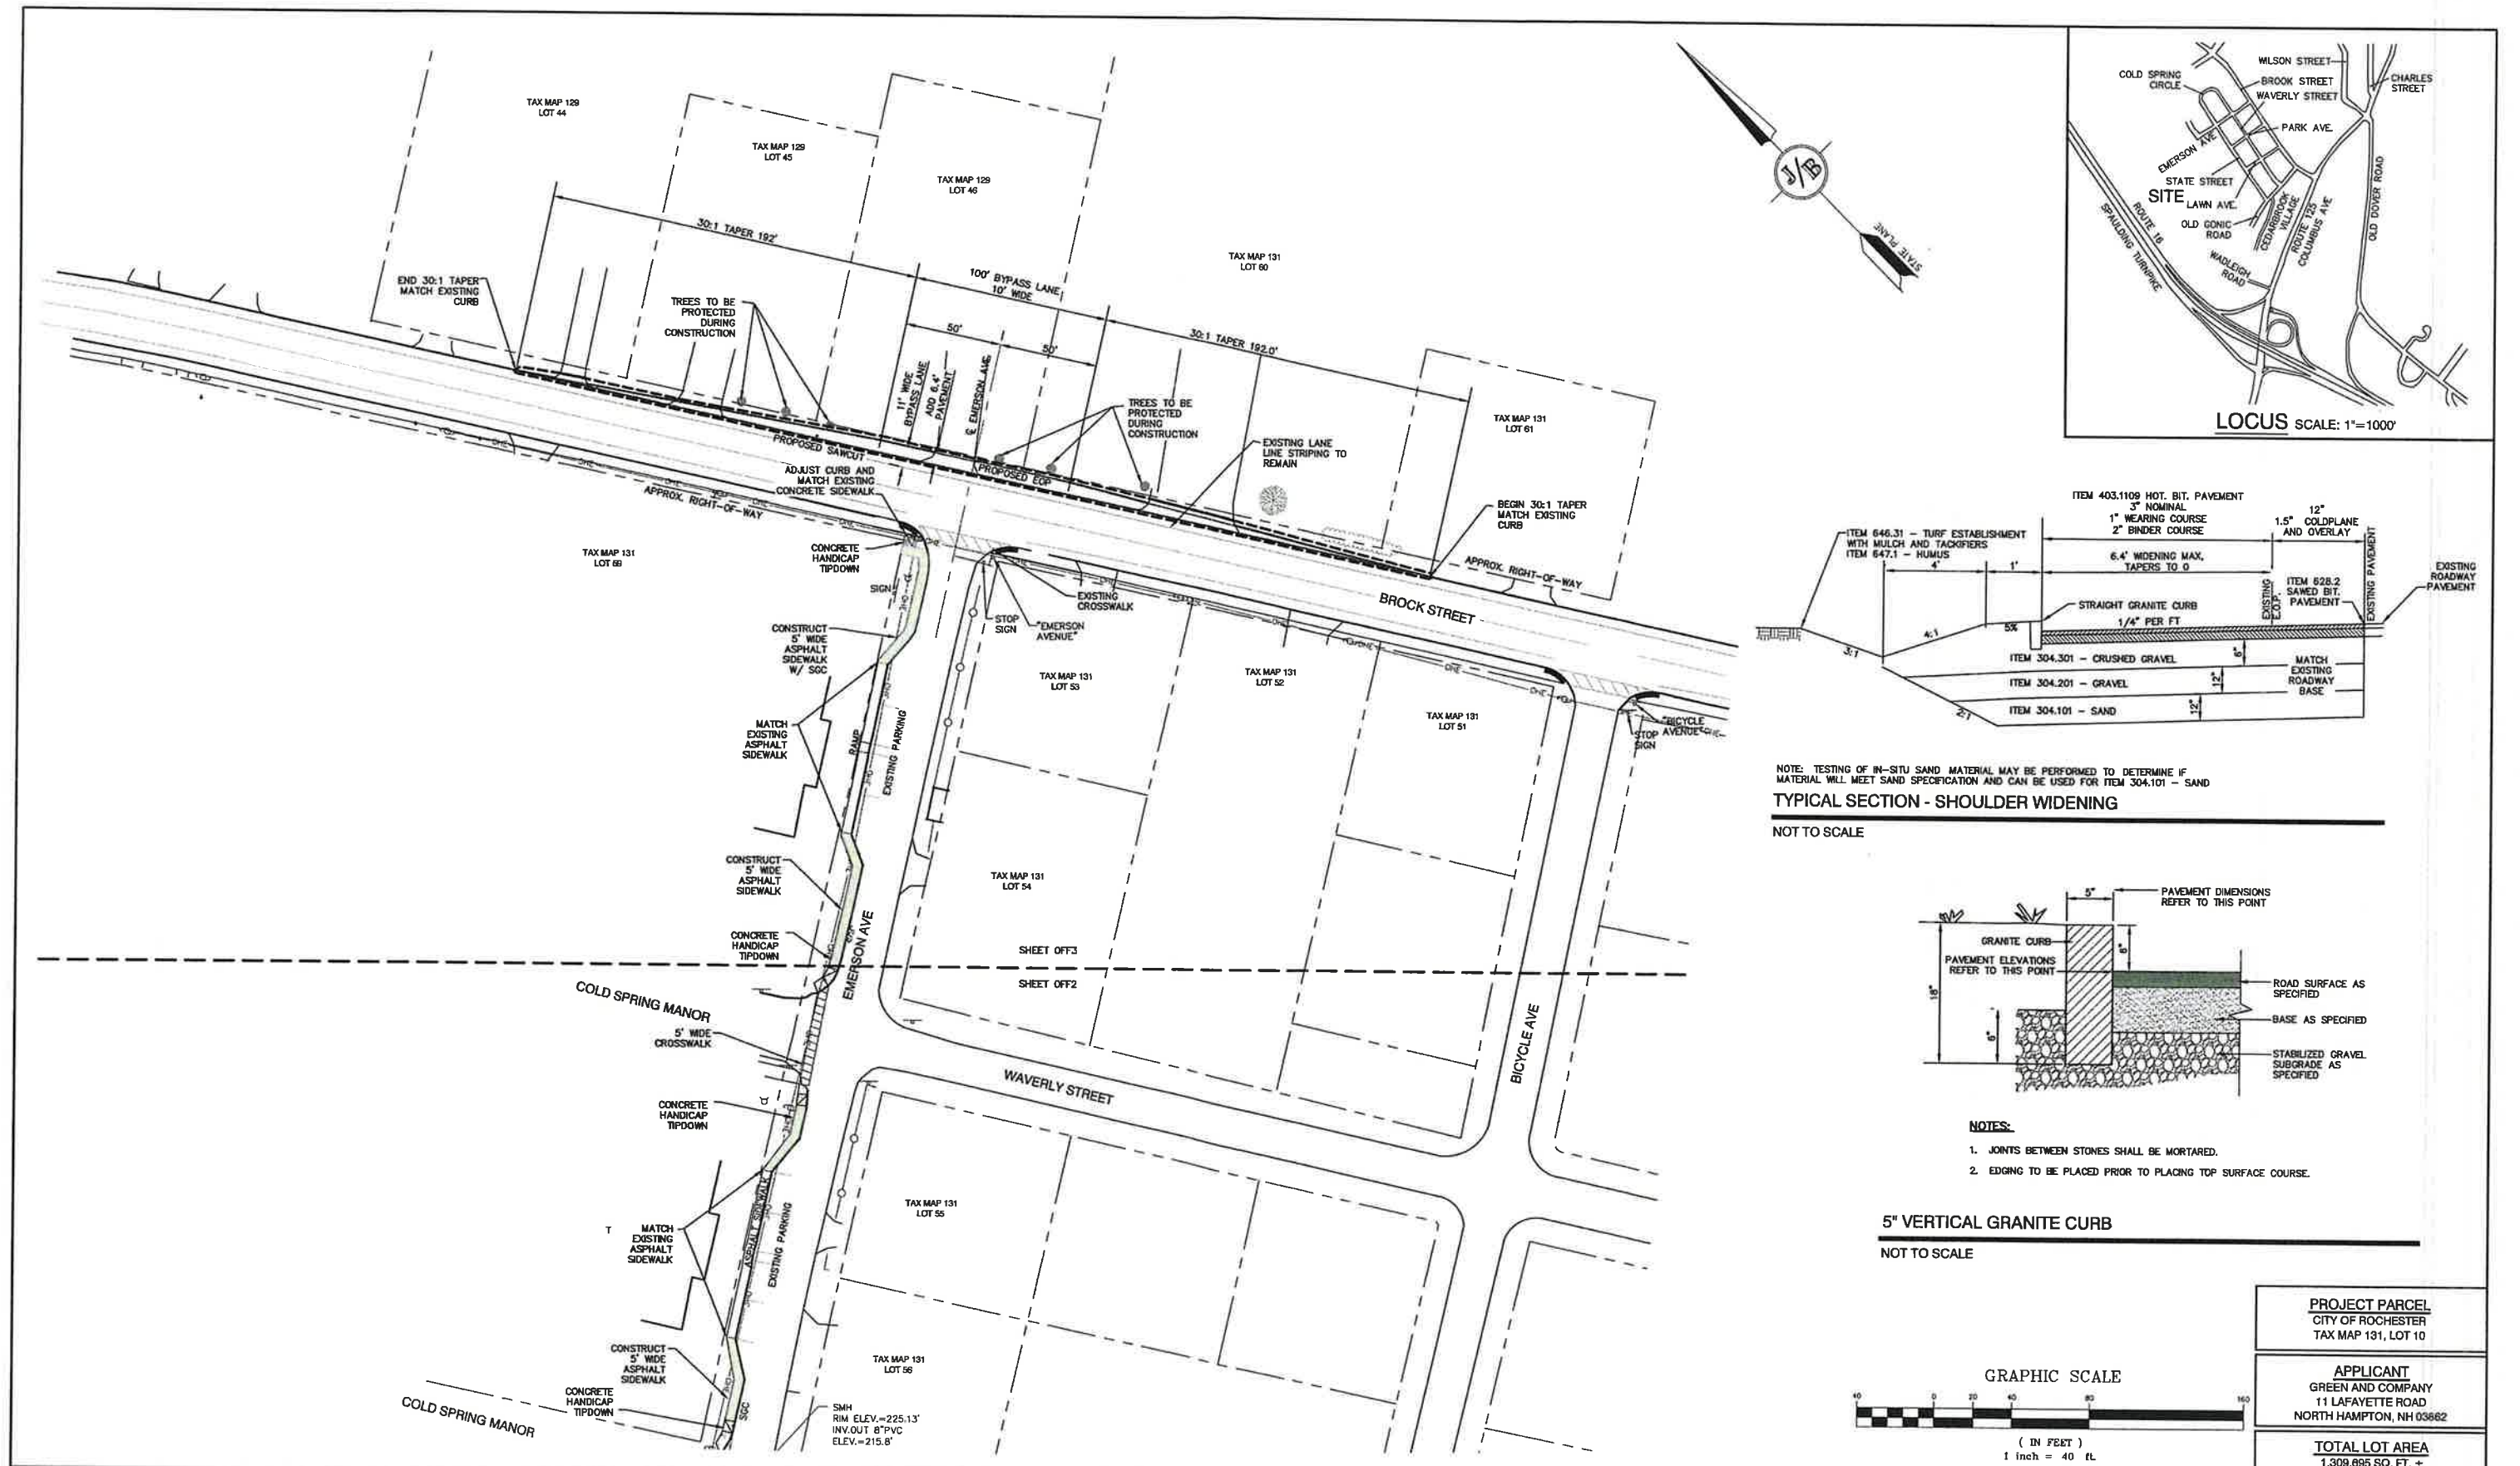 TAX MAP 129
LOT 44
TAX MAP 129
LOT 45
TAX MAP 129
LOT 46
TAX MAP 131
LOT 60
TAX MAP 131
LOT 61
30:1 TAPER 192'
100' BYPASS LANE
10' WIDE
30:1 TAPER 192.0'
50'
50'
END 30:1 TAPER
MATCH EXISTING
CURB
TREES TO BE
PROTECTED
DURING
CONSTRUCTION
11' WIDE
BYPASS LANE
ADD 6.4'
PAVEMENT
℄ EMERSON AVE.
TREES TO BE
PROTECTED
DURING
CONSTRUCTION
EXISTING LANE
LINE STRIPING TO
REMAIN
BEGIN 30:1 TAPER
MATCH EXISTING
CURB
PROPOSED SAWCUT
PROPOSED EOP
ADJUST CURB AND
MATCH EXISTING
CONCRETE SIDEWALK
APPROX. RIGHT-OF-WAY
APPROX. RIGHT-OF-WAY
BROCK STREET
TAX MAP 131
LOT 69
CONCRETE
HANDICAP
TIPDOWN
SIGN
STOP
SIGN
"EMERSON
AVENUE"
EXISTING
CROSSWALK
CONSTRUCT
5' WIDE
ASPHALT
SIDEWALK
W/ SGC
TAX MAP 131
LOT 53
TAX MAP 131
LOT 52
TAX MAP 131
LOT 51
STOP
SIGN
"BICYCLE
AVENUE"
MATCH
EXISTING
ASPHALT
SIDEWALK
RAMP
EXISTING PARKING
CONSTRUCT
5' WIDE
ASPHALT
SIDEWALK
TAX MAP 131
LOT 54
CONCRETE
HANDICAP
TIPDOWN
EMERSON AVE
SHEET OFF3
SHEET OFF2
COLD SPRING MANOR
5' WIDE
CROSSWALK
CONCRETE
HANDICAP
TIPDOWN
WAVERLY STREET
BICYCLE AVE
TAX MAP 131
LOT 55
MATCH
EXISTING
ASPHALT
SIDEWALK
ASPHALT SIDEWALK
EXISTING PARKING
CONSTRUCT
5' WIDE
ASPHALT
SIDEWALK
TAX MAP 131
LOT 56
CONCRETE
HANDICAP
TIPDOWN
SGC
COLD SPRING MANOR
SMH
RIM ELEV.=225.13'
INV.OUT 8"PVC
ELEV.=215.8'
J/B
STATE PLANE
WILSON STREET
COLD SPRING
CIRCLE
BROOK STREET
CHARLES
STREET
WAVERLY STREET
PARK AVE.
EMERSON AVE
STATE STREET
SITE
LAWN AVE.
OLD GONIC
ROAD
CEDARBROOK
VILLAGE
ROUTE 125
COLUMBUS AVE
OLD DOVER ROAD
ROUTE 16
SPAULDING TURNPIKE
WADLEIGH
ROAD
LOCUS SCALE: 1"=1000'
ITEM 403.1109 HOT. BIT. PAVEMENT
3" NOMINAL
1" WEARING COURSE
2" BINDER COURSE
12"
1.5" COLDPLANE
AND OVERLAY
ITEM 646.31 - TURF ESTABLISHMENT
WITH MULCH AND TACKIFIERS
ITEM 647.1 - HUMUS
4'
1'
6.4' WIDENING MAX,
TAPERS TO 0
EXISTING
E.O.P.
ITEM 628.2
SAWED BIT.
PAVEMENT
EXISTING PAVEMENT
EXISTING
ROADWAY
PAVEMENT
STRAIGHT GRANITE CURB
1/4" PER FT
3:1
4:1
5%
2:1
ITEM 304.301 - CRUSHED GRAVEL
6"
ITEM 304.201 - GRAVEL
12"
ITEM 304.101 - SAND
12"
MATCH
EXISTING
ROADWAY
BASE
NOTE: TESTING OF IN-SITU SAND MATERIAL MAY BE PERFORMED TO DETERMINE IF
MATERIAL WILL MEET SAND SPECIFICATION AND CAN BE USED FOR ITEM 304.101 - SAND
TYPICAL SECTION - SHOULDER WIDENING
NOT TO SCALE
5"
PAVEMENT DIMENSIONS
REFER TO THIS POINT
GRANITE CURB
6"
PAVEMENT ELEVATIONS
REFER TO THIS POINT
18"
6"
ROAD SURFACE AS
SPECIFIED
BASE AS SPECIFIED
STABILIZED GRAVEL
SUBGRADE AS
SPECIFIED
NOTES:
1. JOINTS BETWEEN STONES SHALL BE MORTARED.
2. EDGING TO BE PLACED PRIOR TO PLACING TOP SURFACE COURSE.
5" VERTICAL GRANITE CURB
NOT TO SCALE
GRAPHIC SCALE
40 0 20 40 80 160
( IN FEET )
1 inch = 40 ft.
PROJECT PARCEL
CITY OF ROCHESTER
TAX MAP 131, LOT 10
APPLICANT
GREEN AND COMPANY
11 LAFAYETTE ROAD
NORTH HAMPTON, NH 03862
TOTAL LOT AREA
1,309,695 SQ. FT. ±